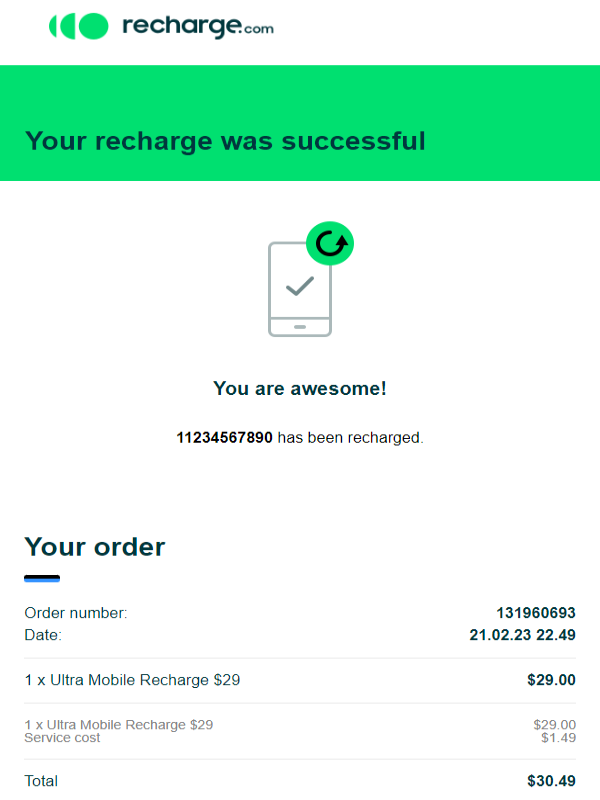 recharge.com
Your recharge was successful
You are awesome!
11234567890 has been recharged.
Your order
Order number: 131960693
Date: 21.02.23 22.49
1 x Ultra Mobile Recharge $29 $29.00
1 x Ultra Mobile Recharge $29 $29.00
Service cost $1.49
Total $30.49